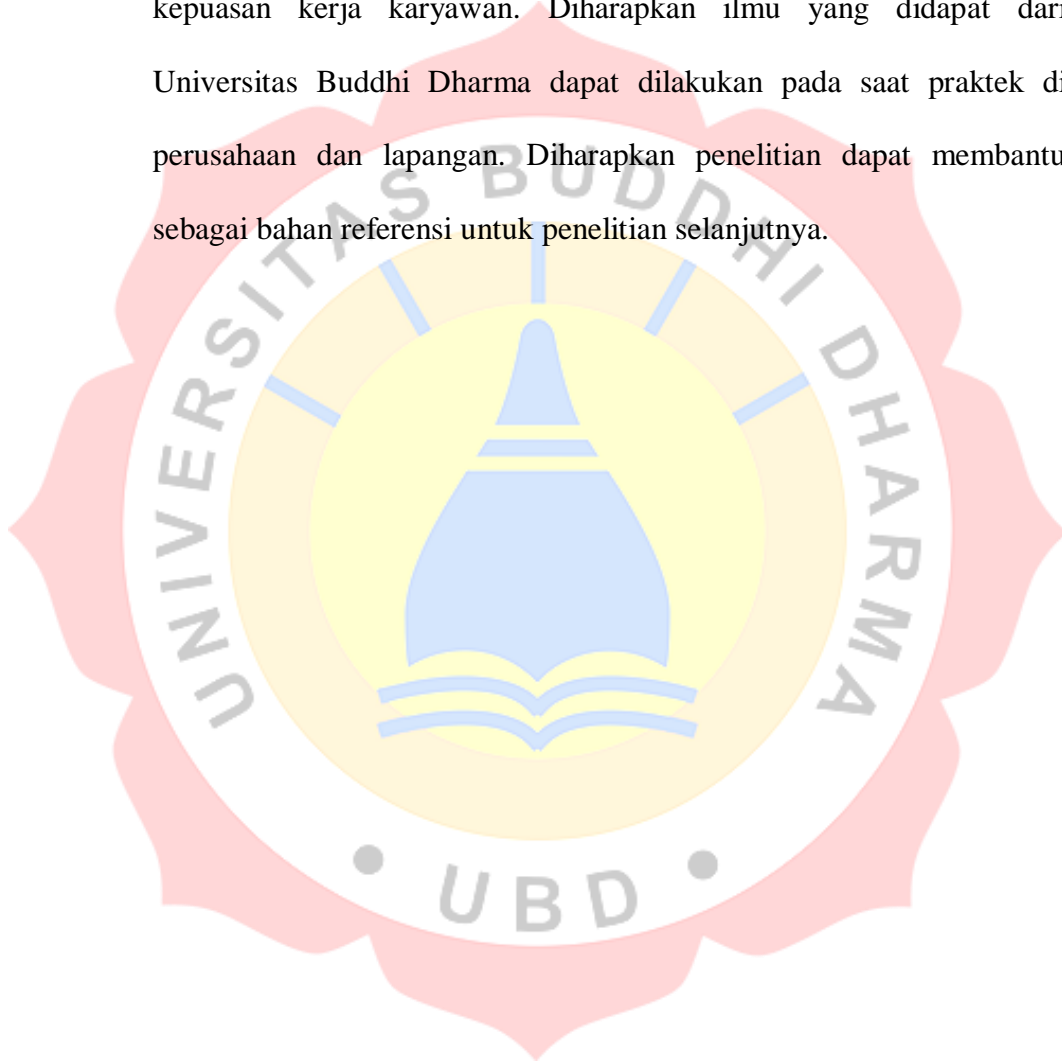 kepuasan kerja karyawan. Diharapkan ilmu yang didapat dari
Universitas Buddhi Dharma dapat dilakukan pada saat praktek di
perusahaan dan lapangan. Diharapkan penelitian dapat membantu
sebagai bahan referensi untuk penelitian selanjutnya.
UNIVERSITAS BUDDHI DHARMA
• UBD •